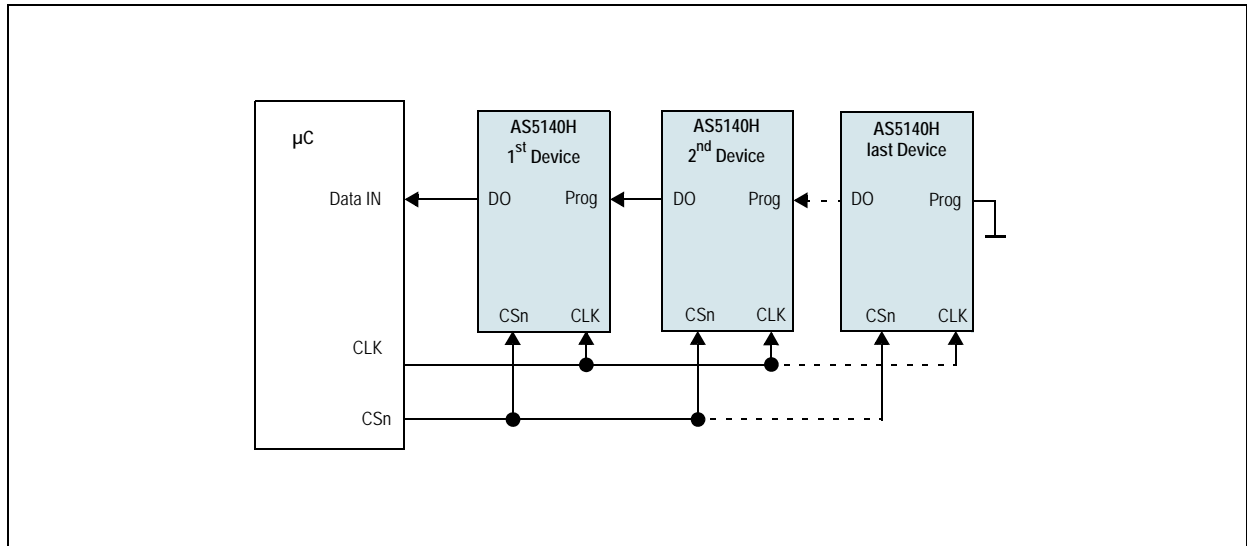 µC
Data IN
CLK
CSn
AS5140H
1st Device
DO Prog
CSn CLK
AS5140H
2nd Device
DO Prog
CSn CLK
AS5140H
last Device
DO Prog
CSn CLK